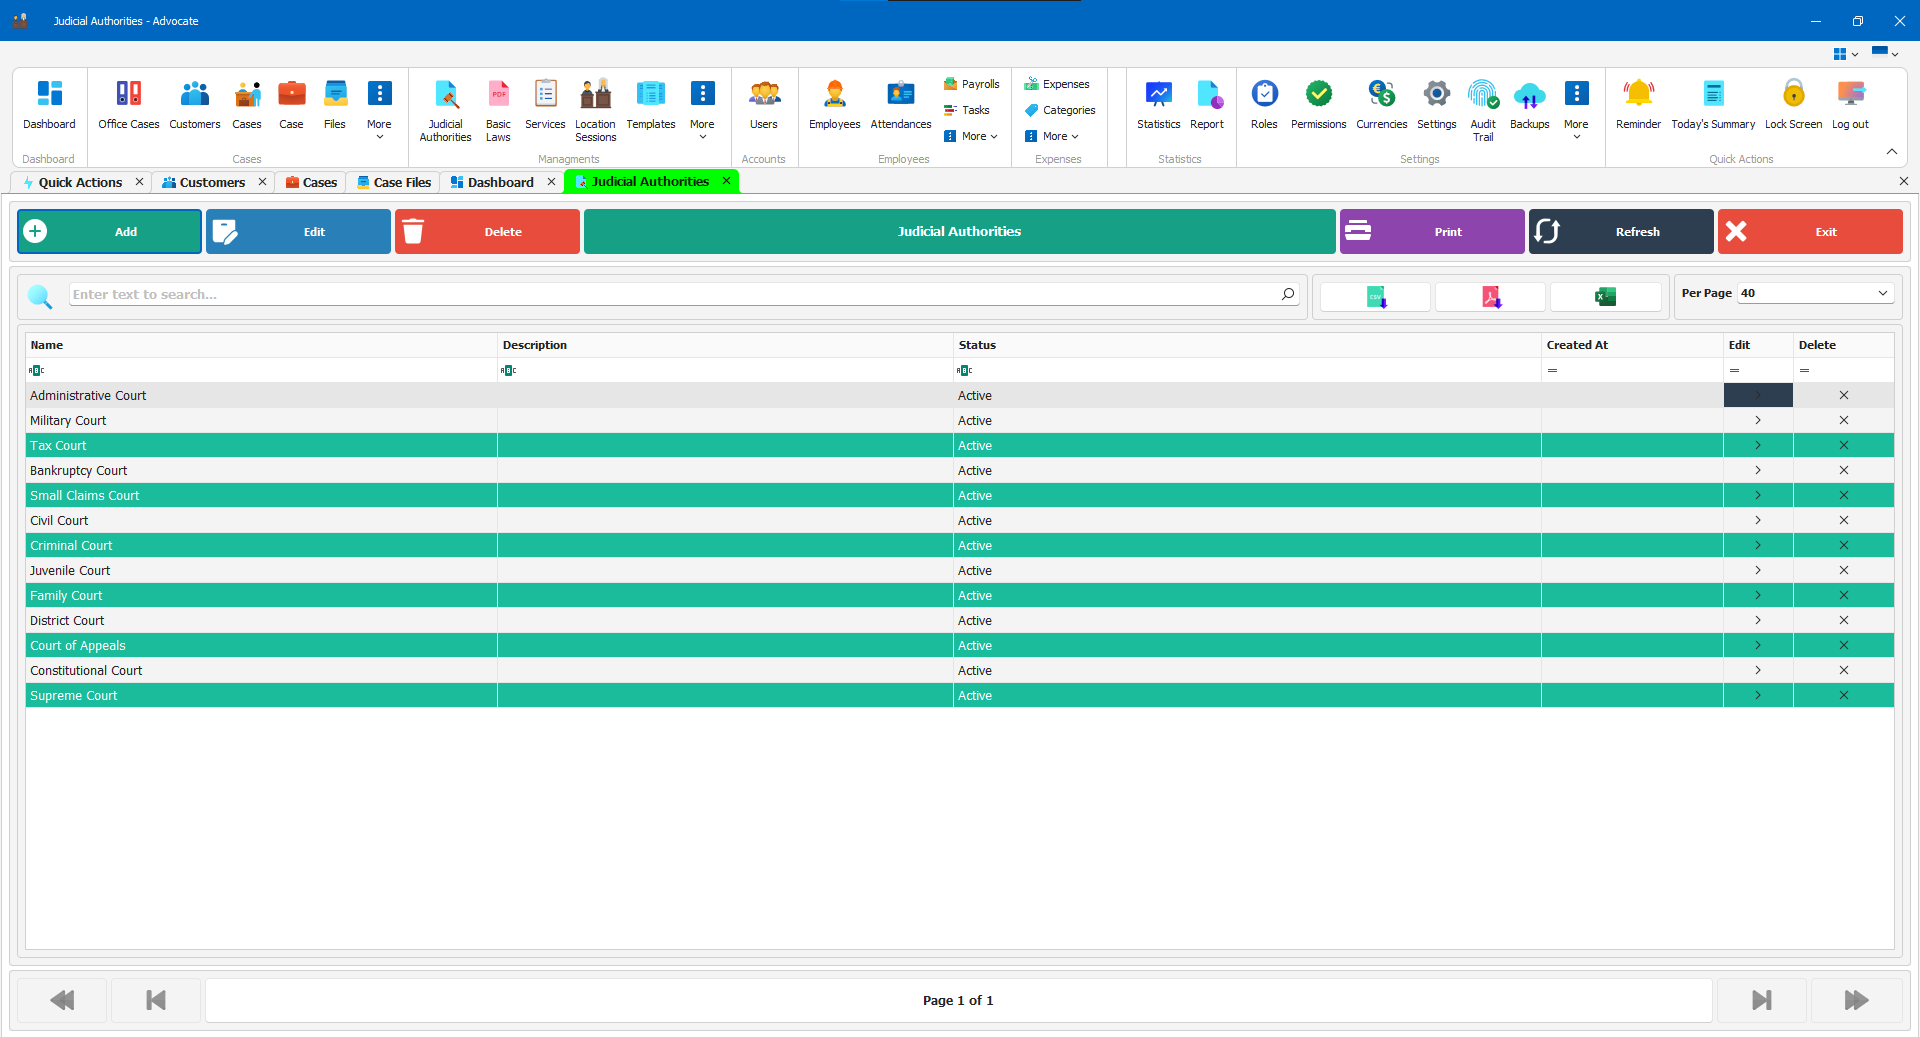 Judicial Authorities - Advocate
Dashboard
Office Cases Customers Cases Case Files More
Judicial Authorities Basic Laws Services Location Sessions Templates More
Users
Employees Attendances Payrolls Tasks More
Expenses Categories More
Statistics Report
Roles Permissions Currencies Settings Audit Trail Backups More
Reminder Today's Summary Lock Screen Log out
Dashboard Cases Managments Accounts Employees Expenses Statistics Settings Quick Actions
Quick Actions Customers Cases Case Files Dashboard Judicial Authorities
Add Edit Delete Judicial Authorities Print Refresh Exit
Enter text to search... CSV Per Page 40
Name Description Status Created At Edit Delete
Administrative Court Active
Military Court Active
Tax Court Active
Bankruptcy Court Active
Small Claims Court Active
Civil Court Active
Criminal Court Active
Juvenile Court Active
Family Court Active
District Court Active
Court of Appeals Active
Constitutional Court Active
Supreme Court Active
Page 1 of 1